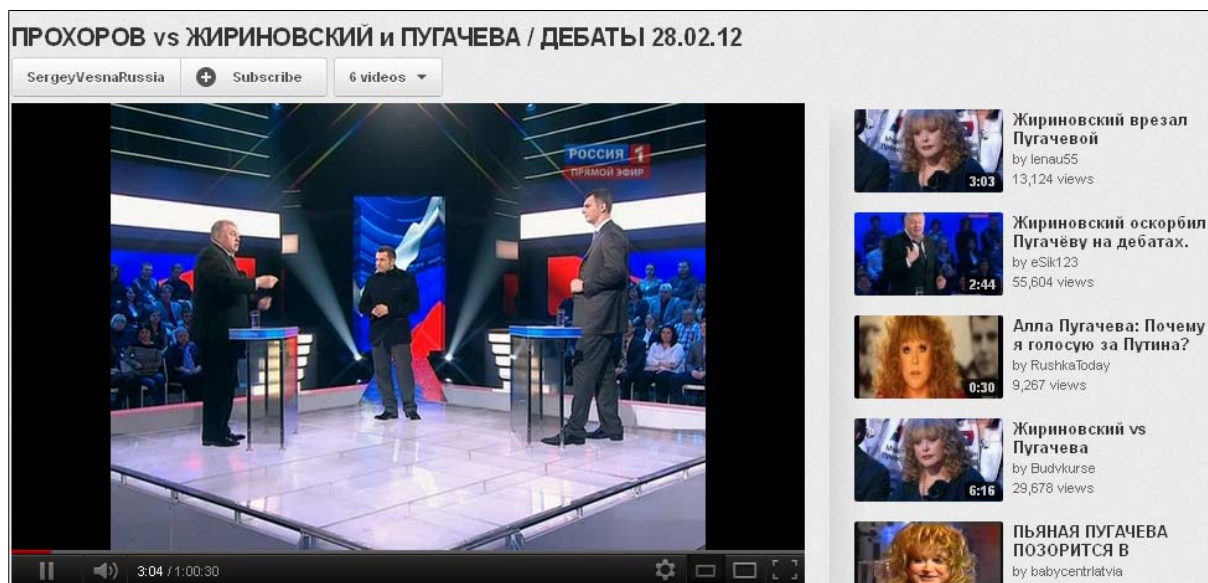 ПРОХОРОВ vs ЖИРИНОВСКИЙ и ПУГАЧЕВА / ДЕБАТЫ 28.02.12
SergeyVesnaRussia Subscribe 6 videos
РОССИЯ 1
ПРЯМОЙ ЭФИР
3:04 / 1:00:30
Жириновский врезал
Пугачевой
by lenau55
3:03 13,124 views
Жириновский оскорбил
Пугачёву на дебатах.
by eSik123
2:44 55,604 views
Алла Пугачева: Почему
я голосую за Путина?
by RushkaToday
0:30 9,267 views
Жириновский vs
Пугачева
by Budvkurse
6:16 29,678 views
ПЬЯНАЯ ПУГАЧЕВА
ПОЗОРИТСЯ В
by babycentrlatvia